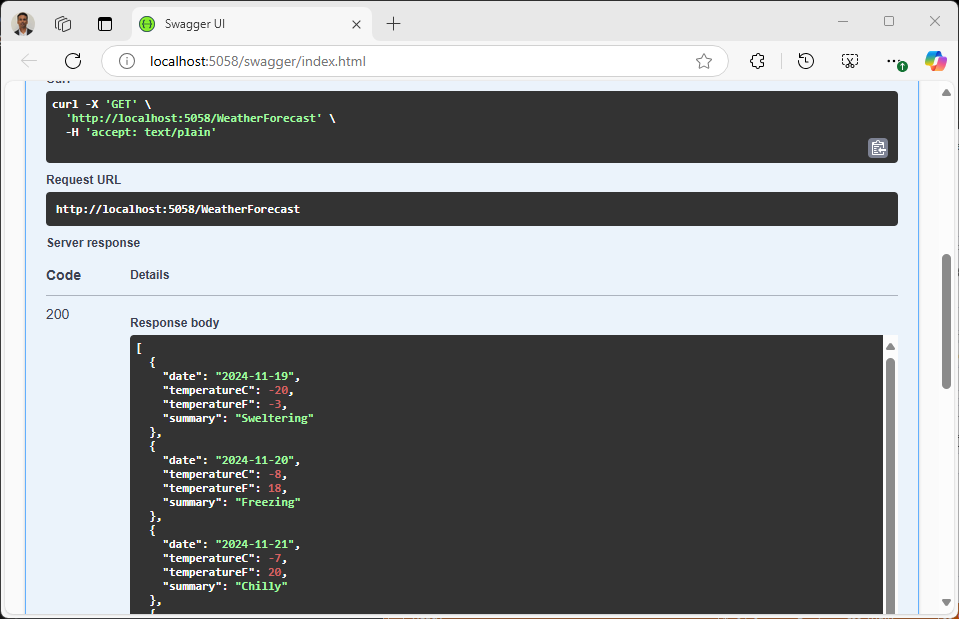 Swagger UI
localhost:5058/swagger/index.html
Curl
curl -X 'GET' \
'http://localhost:5058/WeatherForecast' \
-H 'accept: text/plain'
Request URL
http://localhost:5058/WeatherForecast
Server response
Code Details
200
Response body
[
{
"date": "2024-11-19",
"temperatureC": -20,
"temperatureF": -3,
"summary": "Sweltering"
},
{
"date": "2024-11-20",
"temperatureC": -8,
"temperatureF": 18,
"summary": "Freezing"
},
{
"date": "2024-11-21",
"temperatureC": -7,
"temperatureF": 20,
"summary": "Chilly"
},
{